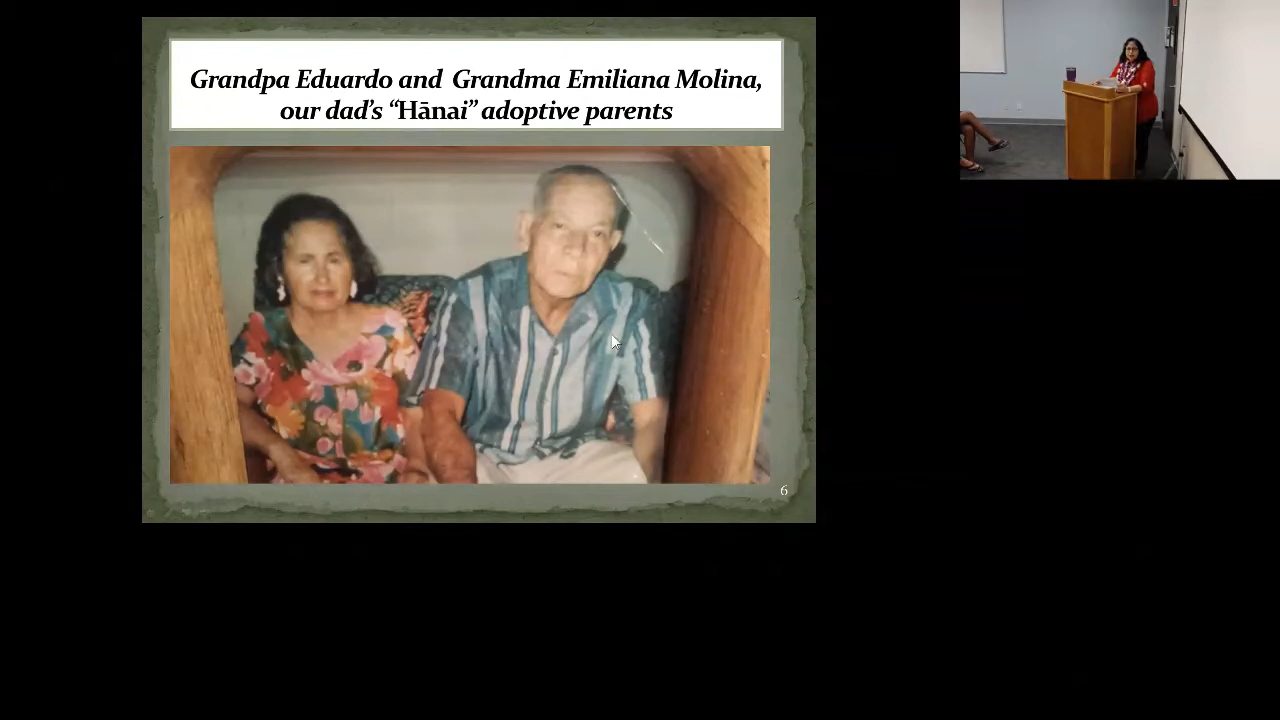 Grandpa Eduardo and Grandma Emiliana Molina,
our dad's “Hānai” adoptive parents
6